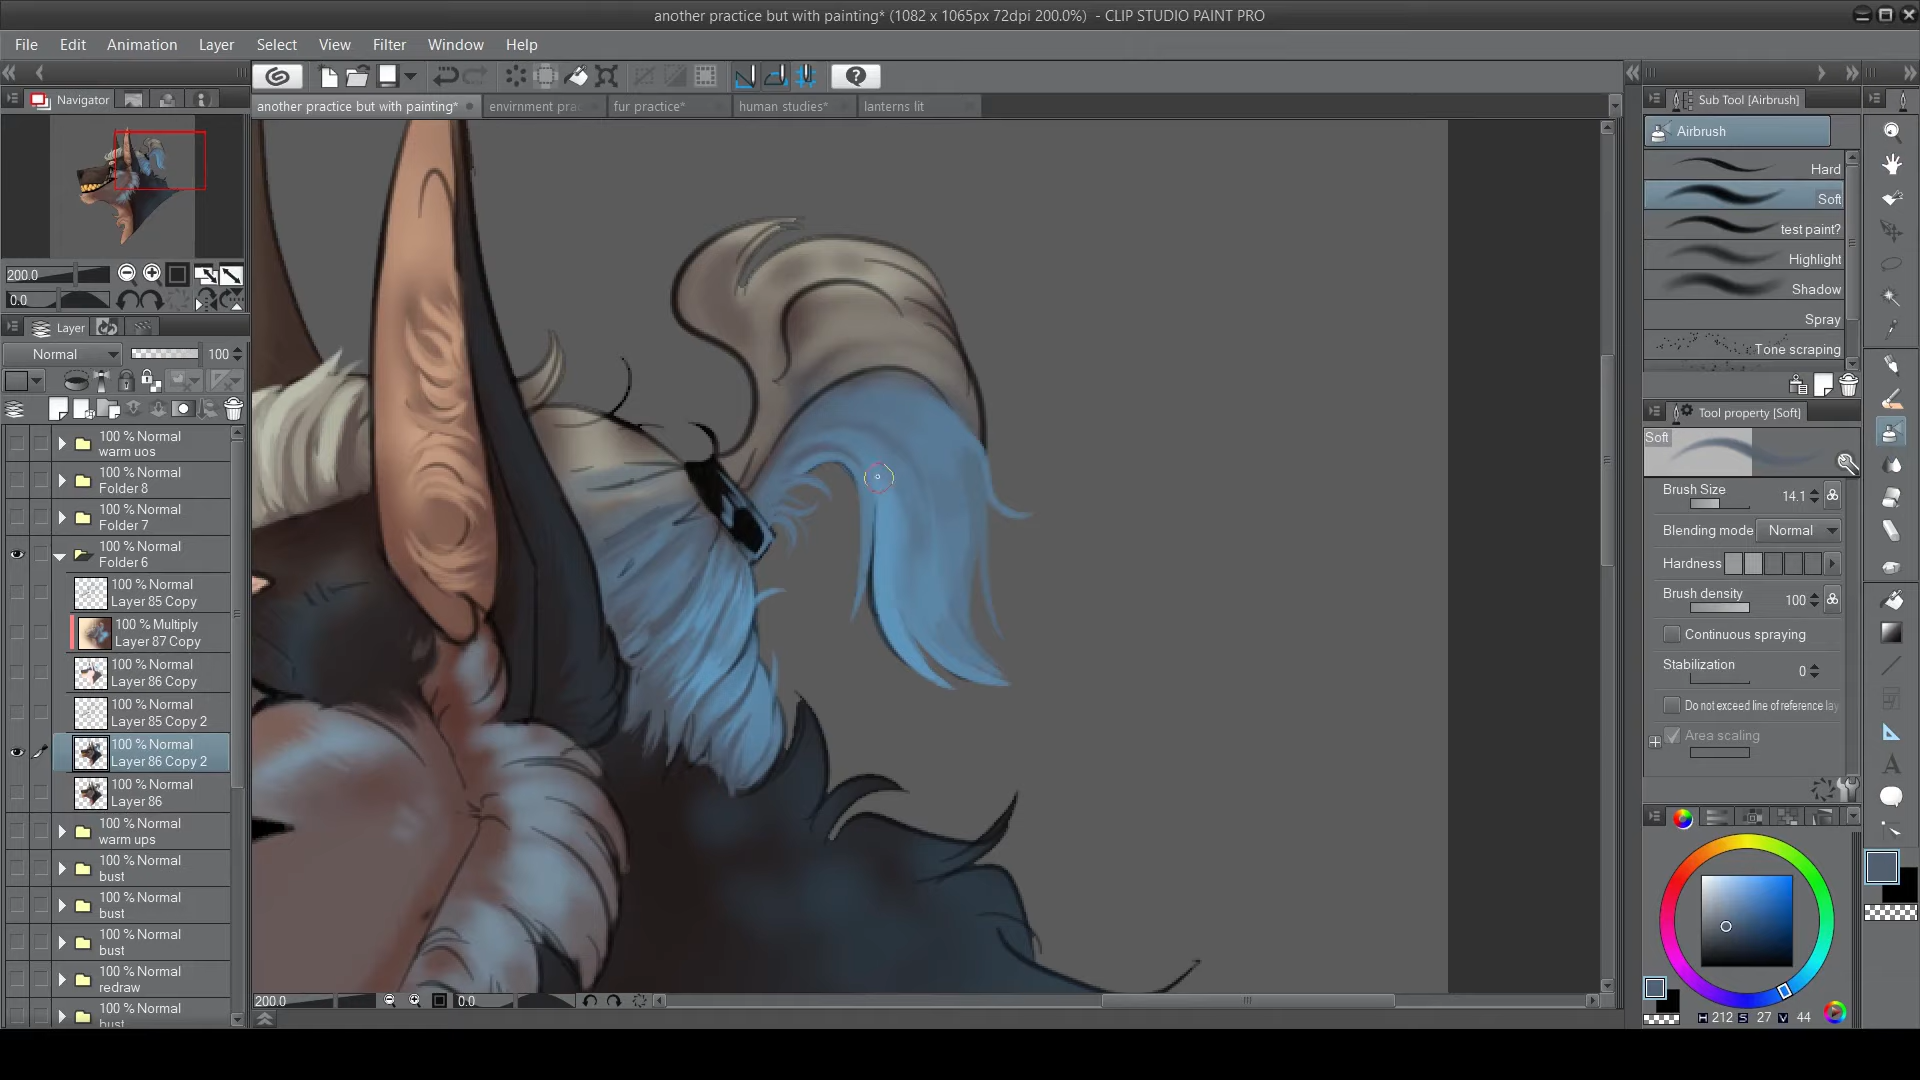 another practice but with painting* (1082 x 1065px 72dpi 200.0%) - CLIP STUDIO PAINT PRO
File Edit Animation Layer Select View Filter Window Help
another practice but with painting* envirnment prac fur practice* human studies* lanterns lit
Navigator
200.0
0.0
Layer
Normal 100
100 % Normal
warm uos
100 % Normal
Folder 8
100 % Normal
Folder 7
100 % Normal
Folder 6
100 % Normal
Layer 85 Copy
100 % Multiply
Layer 87 Copy
100 % Normal
Layer 86 Copy
100 % Normal
Layer 85 Copy 2
100 % Normal
Layer 86 Copy 2
100 % Normal
Layer 86
100 % Normal
warm ups
100 % Normal
bust
100 % Normal
bust
100 % Normal
bust
100 % Normal
redraw
100 % Normal
bust
200.0 0.0
Sub Tool [Airbrush]
Airbrush
Hard
Soft
test paint?
Highlight
Shadow
Spray
Tone scraping
Tool property [Soft]
Soft
Brush Size 14.1
Blending mode Normal
Hardness
Brush density 100
Continuous spraying
Stabilization 0
Do not exceed line of reference lay
Area scaling
H 212 S 27 V 44